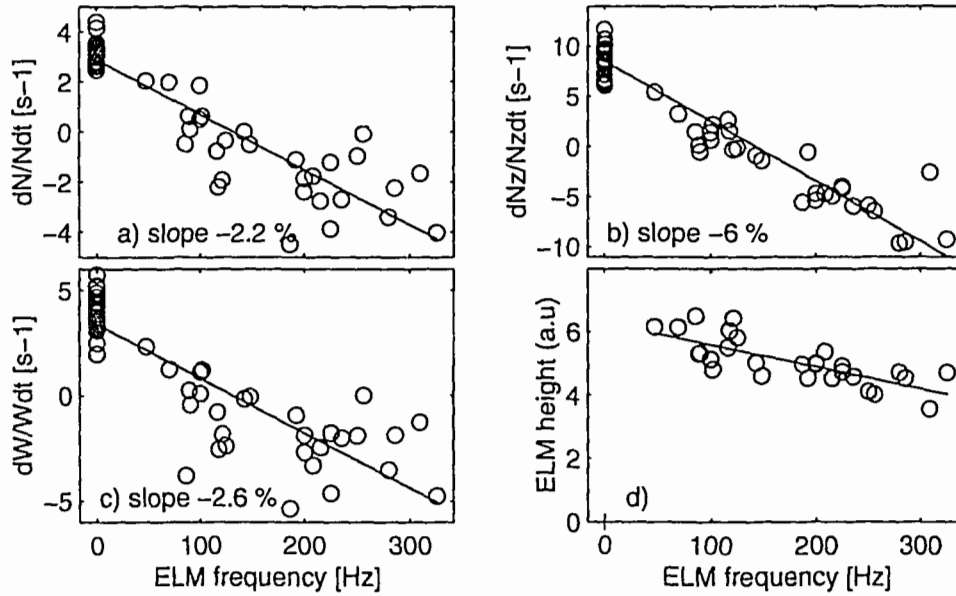 dN/Ndt [s−1]
4
2
0
−2
−4
a) slope −2.2 %
dNz/Nzdt [s−1]
10
5
0
−5
−10
b) slope −6 %
dW/Wdt [s−1]
5
0
−5
c) slope −2.6 %
0
100
200
300
ELM frequency [Hz]
ELM height (a.u)
6
4
2
0
d)
0
100
200
300
ELM frequency [Hz]